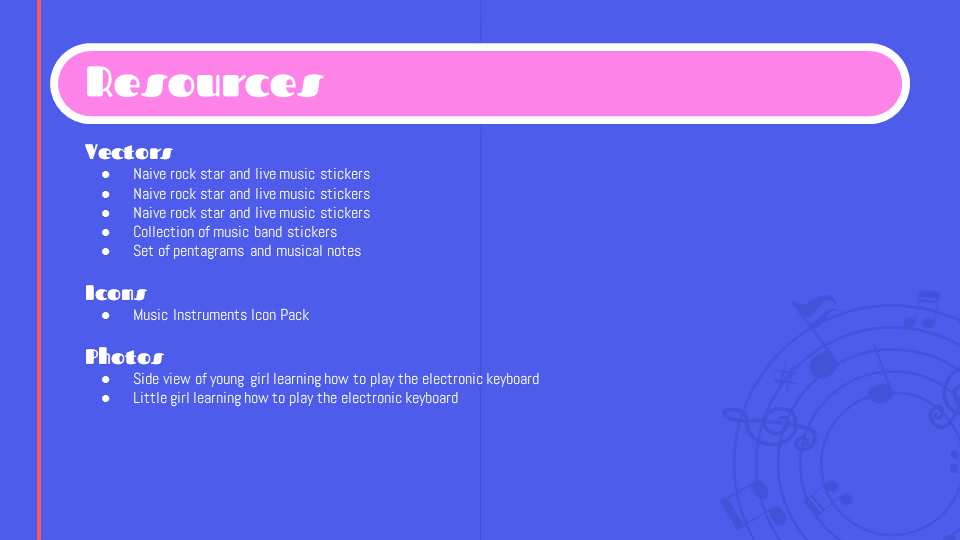 Resources
Vectors
● Naive rock star and live music stickers
● Naive rock star and live music stickers
● Naive rock star and live music stickers
● Collection of music band stickers
● Set of pentagrams and musical notes
Icons
● Music Instruments Icon Pack
Photos
● Side view of young girl learning how to play the electronic keyboard
● Little girl learning how to play the electronic keyboard